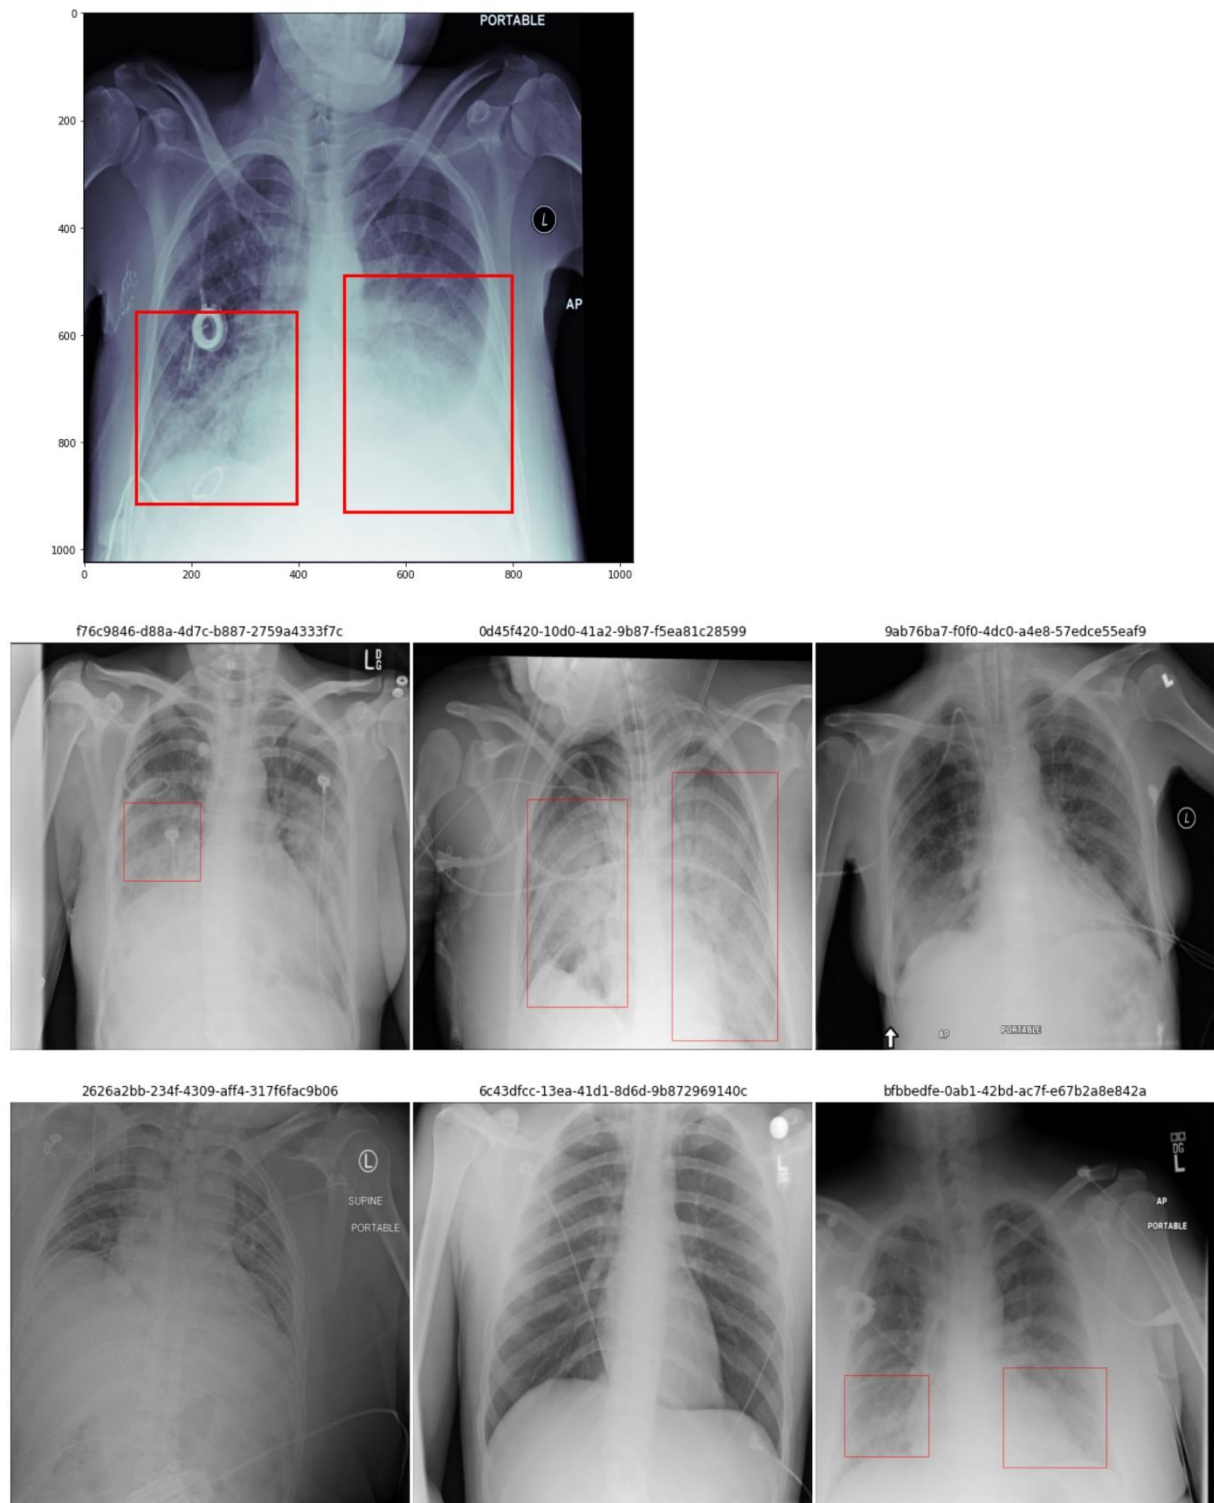 0
PORTABLE
200
L
400
AP
600
800
1000
0 200 400 600 800 1000
f76c9846-d88a-4d7c-b887-2759a4333f7c 0d45f420-10d0-41a2-9b87-f5ea81c28599 9ab76ba7-f0f0-4dc0-a4e8-57edce55eaf9
L DG L
L
AP PORTABLE
2626a2bb-234f-4309-aff4-317f6fac9b06 6c43dfcc-13ea-41d1-8d6d-9b872969140c bfbbedfe-0ab1-42bd-ac7f-e67b2a8e842a
L L DG
L
SUPINE AP
PORTABLE PORTABLE